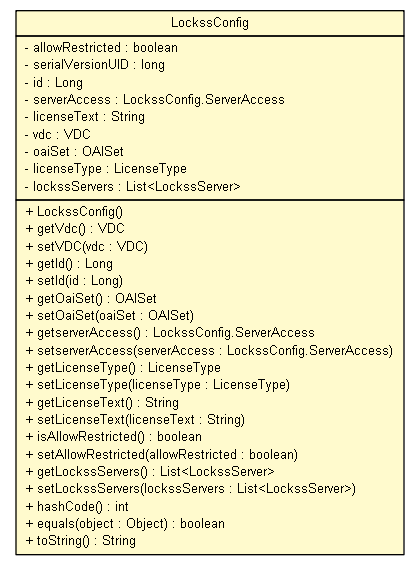 LockssConfig
- allowRestricted : boolean
- serialVersionUID : long
- id : Long
- serverAccess : LockssConfig.ServerAccess
- licenseText : String
- vdc : VDC
- oaiSet : OAISet
- licenseType : LicenseType
- lockssServers : List<LockssServer>
+ LockssConfig()
+ getVdc() : VDC
+ setVDC(vdc : VDC)
+ getId() : Long
+ setId(id : Long)
+ getOaiSet() : OAISet
+ setOaiSet(oaiSet : OAISet)
+ getserverAccess() : LockssConfig.ServerAccess
+ setserverAccess(serverAccess : LockssConfig.ServerAccess)
+ getLicenseType() : LicenseType
+ setLicenseType(licenseType : LicenseType)
+ getLicenseText() : String
+ setLicenseText(licenseText : String)
+ isAllowRestricted() : boolean
+ setAllowRestricted(allowRestricted : boolean)
+ getLockssServers() : List<LockssServer>
+ setLockssServers(lockssServers : List<LockssServer>)
+ hashCode() : int
+ equals(object : Object) : boolean
+ toString() : String